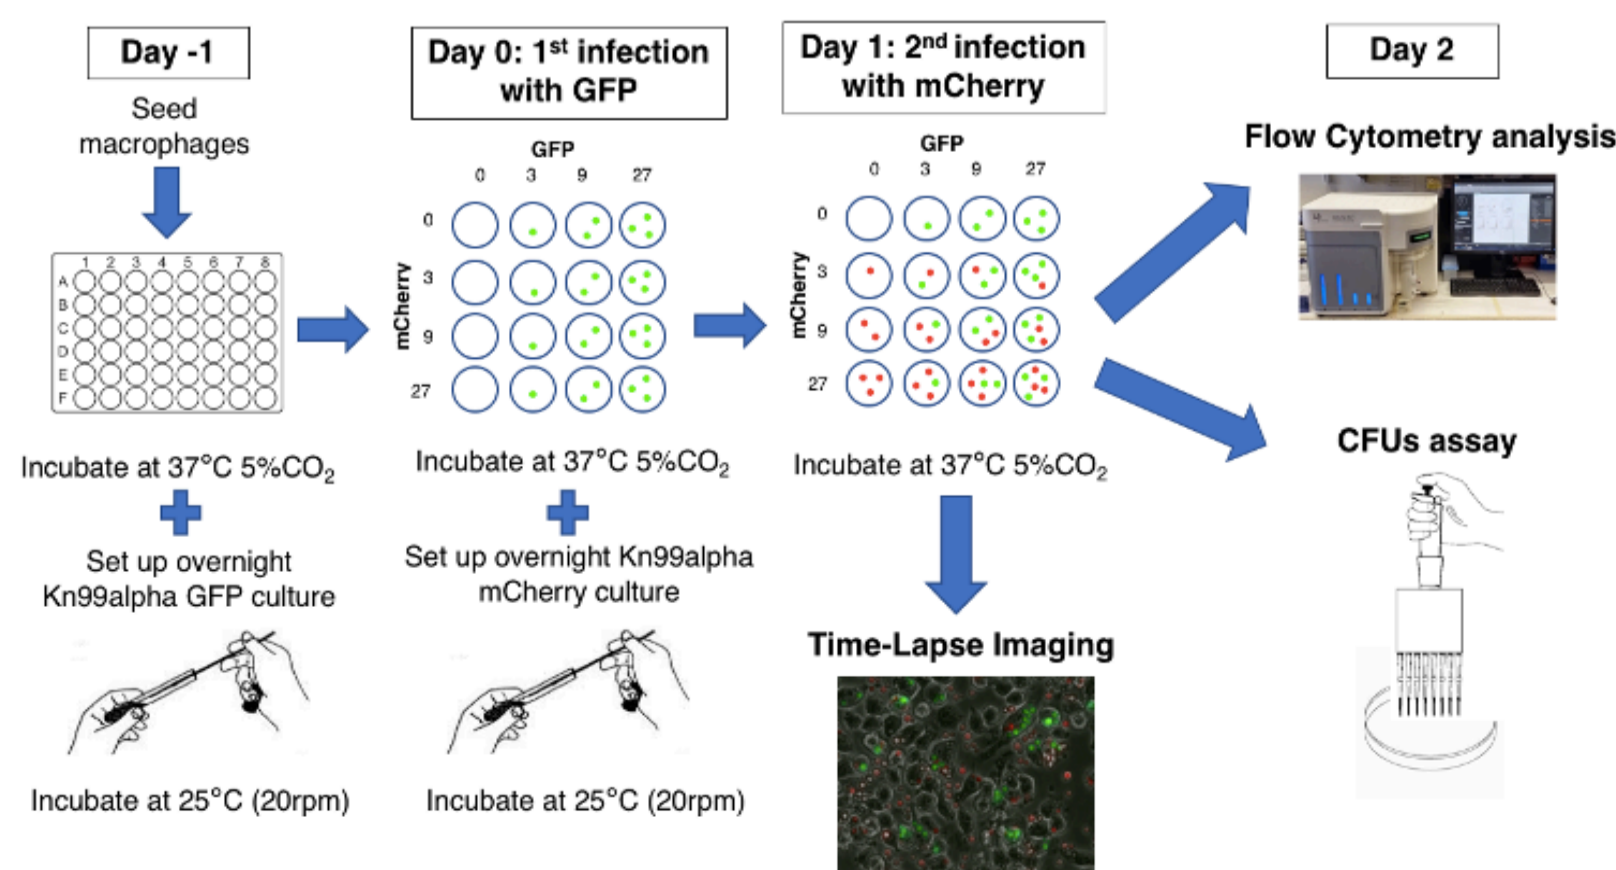 Day -1
Seed
macrophages
1 2 3 4 5 6 7 8
A
B
C
D
E
F
Incubate at 37°C 5%CO₂
Set up overnight
Kn99alpha GFP culture
Incubate at 25°C (20rpm)
Day 0: 1ˢᵗ infection
with GFP
GFP
0 3 9 27
mCherry
0
3
9
27
Incubate at 37°C 5%CO₂
Set up overnight Kn99alpha
mCherry culture
Incubate at 25°C (20rpm)
Day 1: 2ⁿᵈ infection
with mCherry
GFP
0 3 9 27
mCherry
0
3
9
27
Incubate at 37°C 5%CO₂
Time-Lapse Imaging
Day 2
Flow Cytometry analysis
CFUs assay